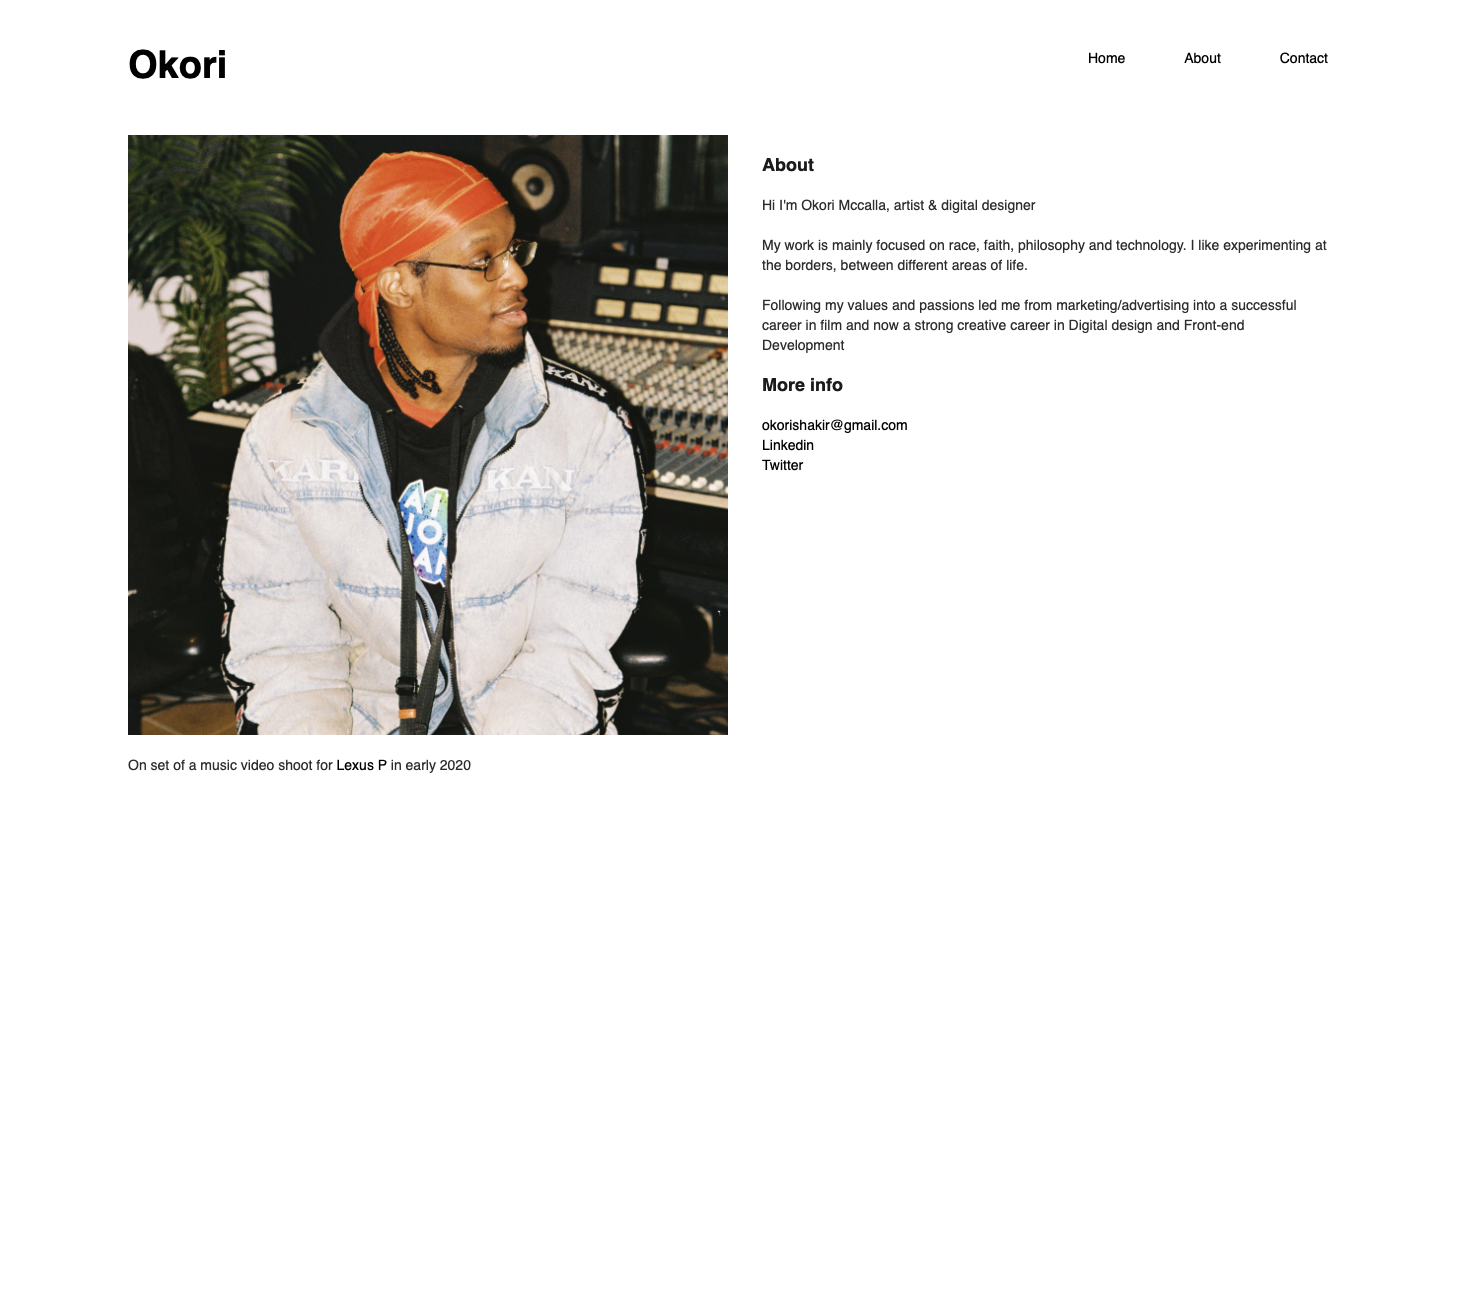 Okori
Home
About
Contact
KANI
KAR
KAN
About
Hi I'm Okori Mccalla, artist & digital designer
My work is mainly focused on race, faith, philosophy and technology. I like experimenting at
the borders, between different areas of life.
Following my values and passions led me from marketing/advertising into a successful
career in film and now a strong creative career in Digital design and Front-end
Development
More info
okorishakir@gmail.com
Linkedin
Twitter
On set of a music video shoot for Lexus P in early 2020